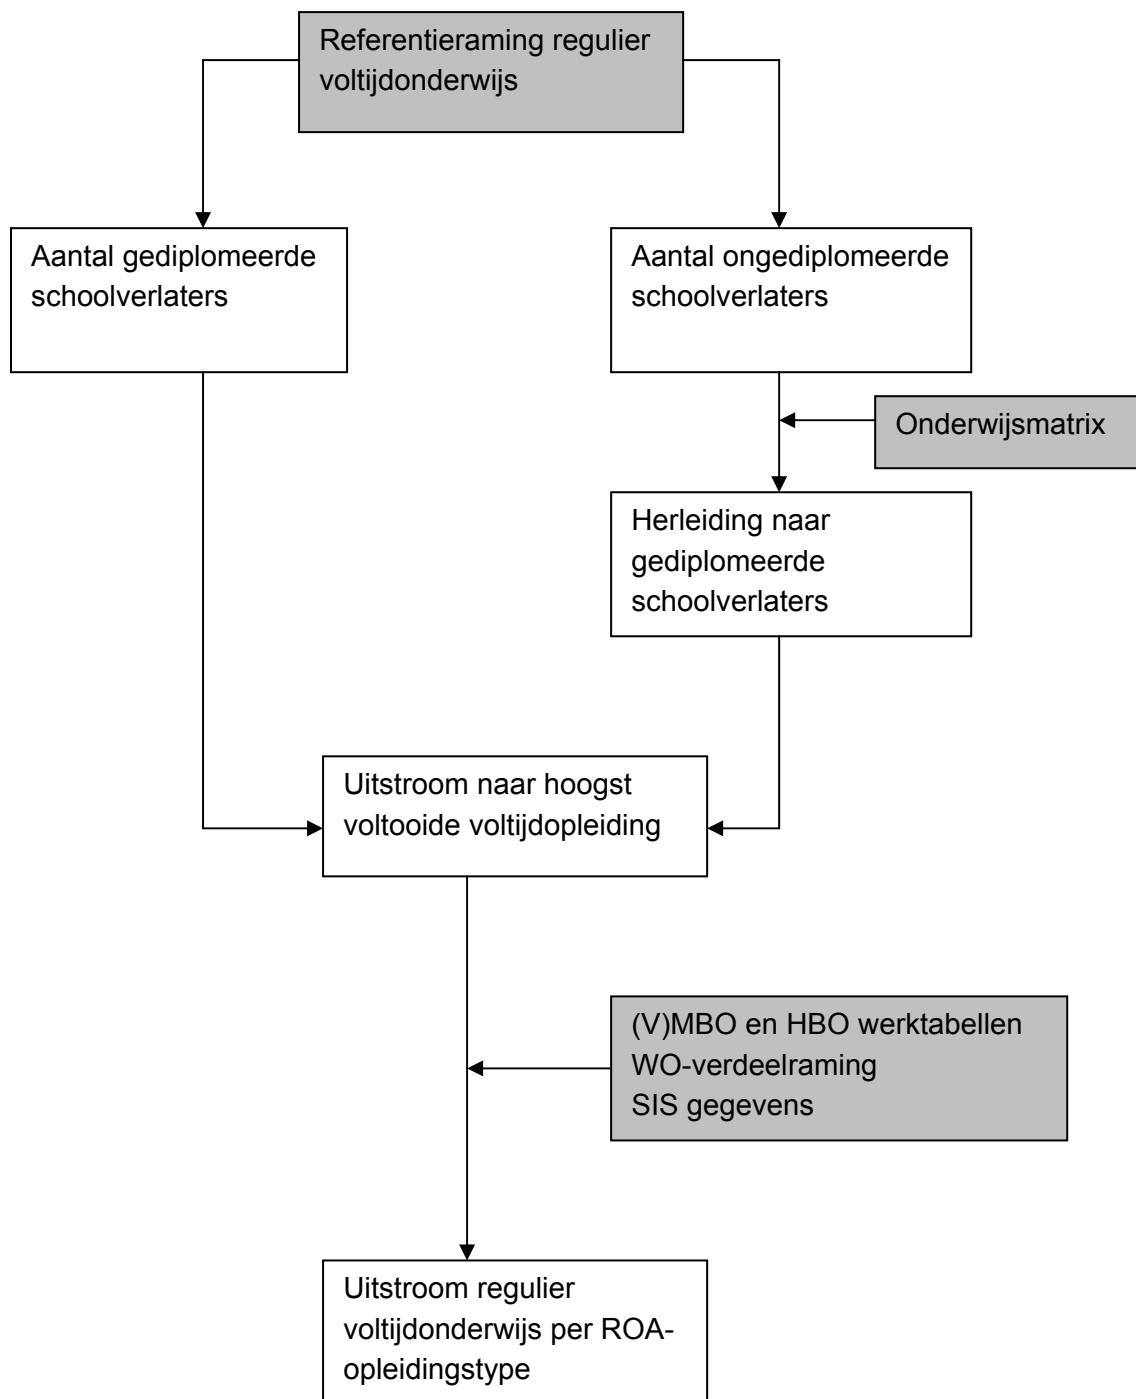 Referentieraming regulier
voltijdonderwijs
Aantal gediplomeerde
schoolverlaters
Aantal ongediplomeerde
schoolverlaters
Onderwijsmatrix
Herleiding naar
gediplomeerde
schoolverlaters
Uitstroom naar hoogst
voltooide voltijdopleiding
(V)MBO en HBO werktabellen
WO-verdeelraming
SIS gegevens
Uitstroom regulier
voltijdonderwijs per ROA-
opleidingstype